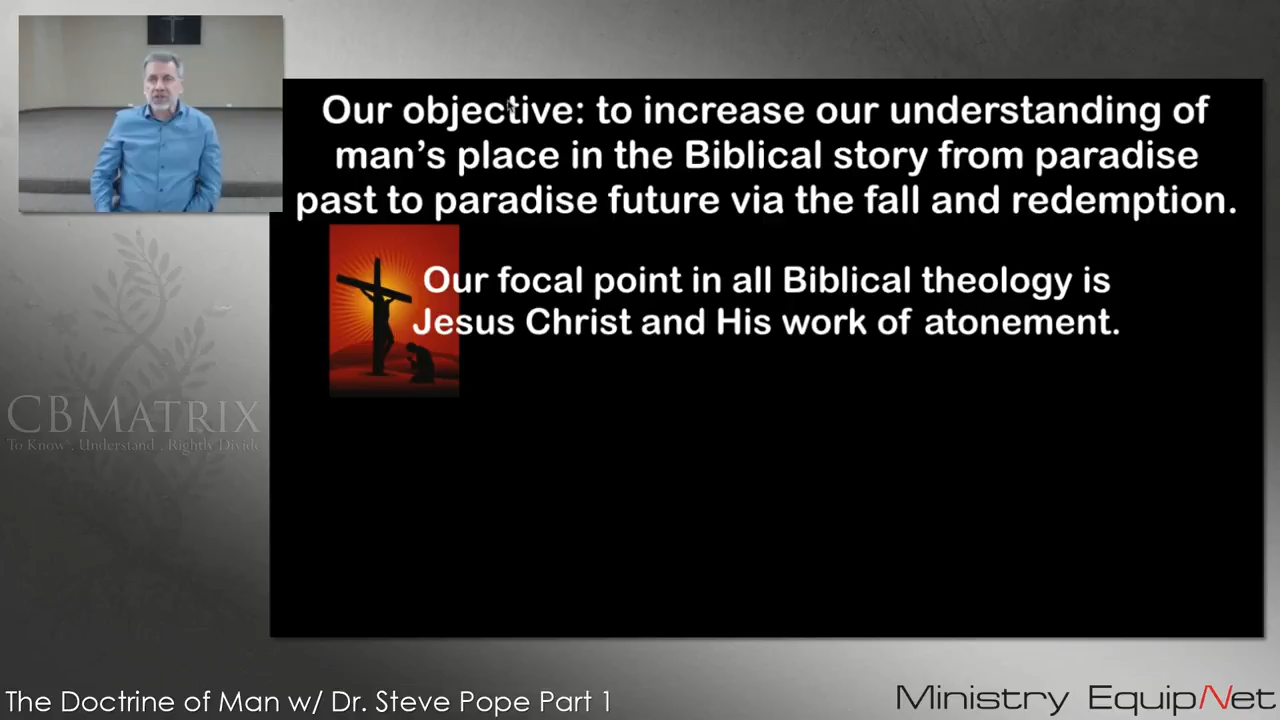 Our objective: to increase our understanding of
man's place in the Biblical story from paradise
past to paradise future via the fall and redemption.
Our focal point in all Biblical theology is
Jesus Christ and His work of atonement.
CBMATRIX
To Know . Understand . Rightly Divide
The Doctrine of Man w/ Dr. Steve Pope Part 1
Ministry EquipNet